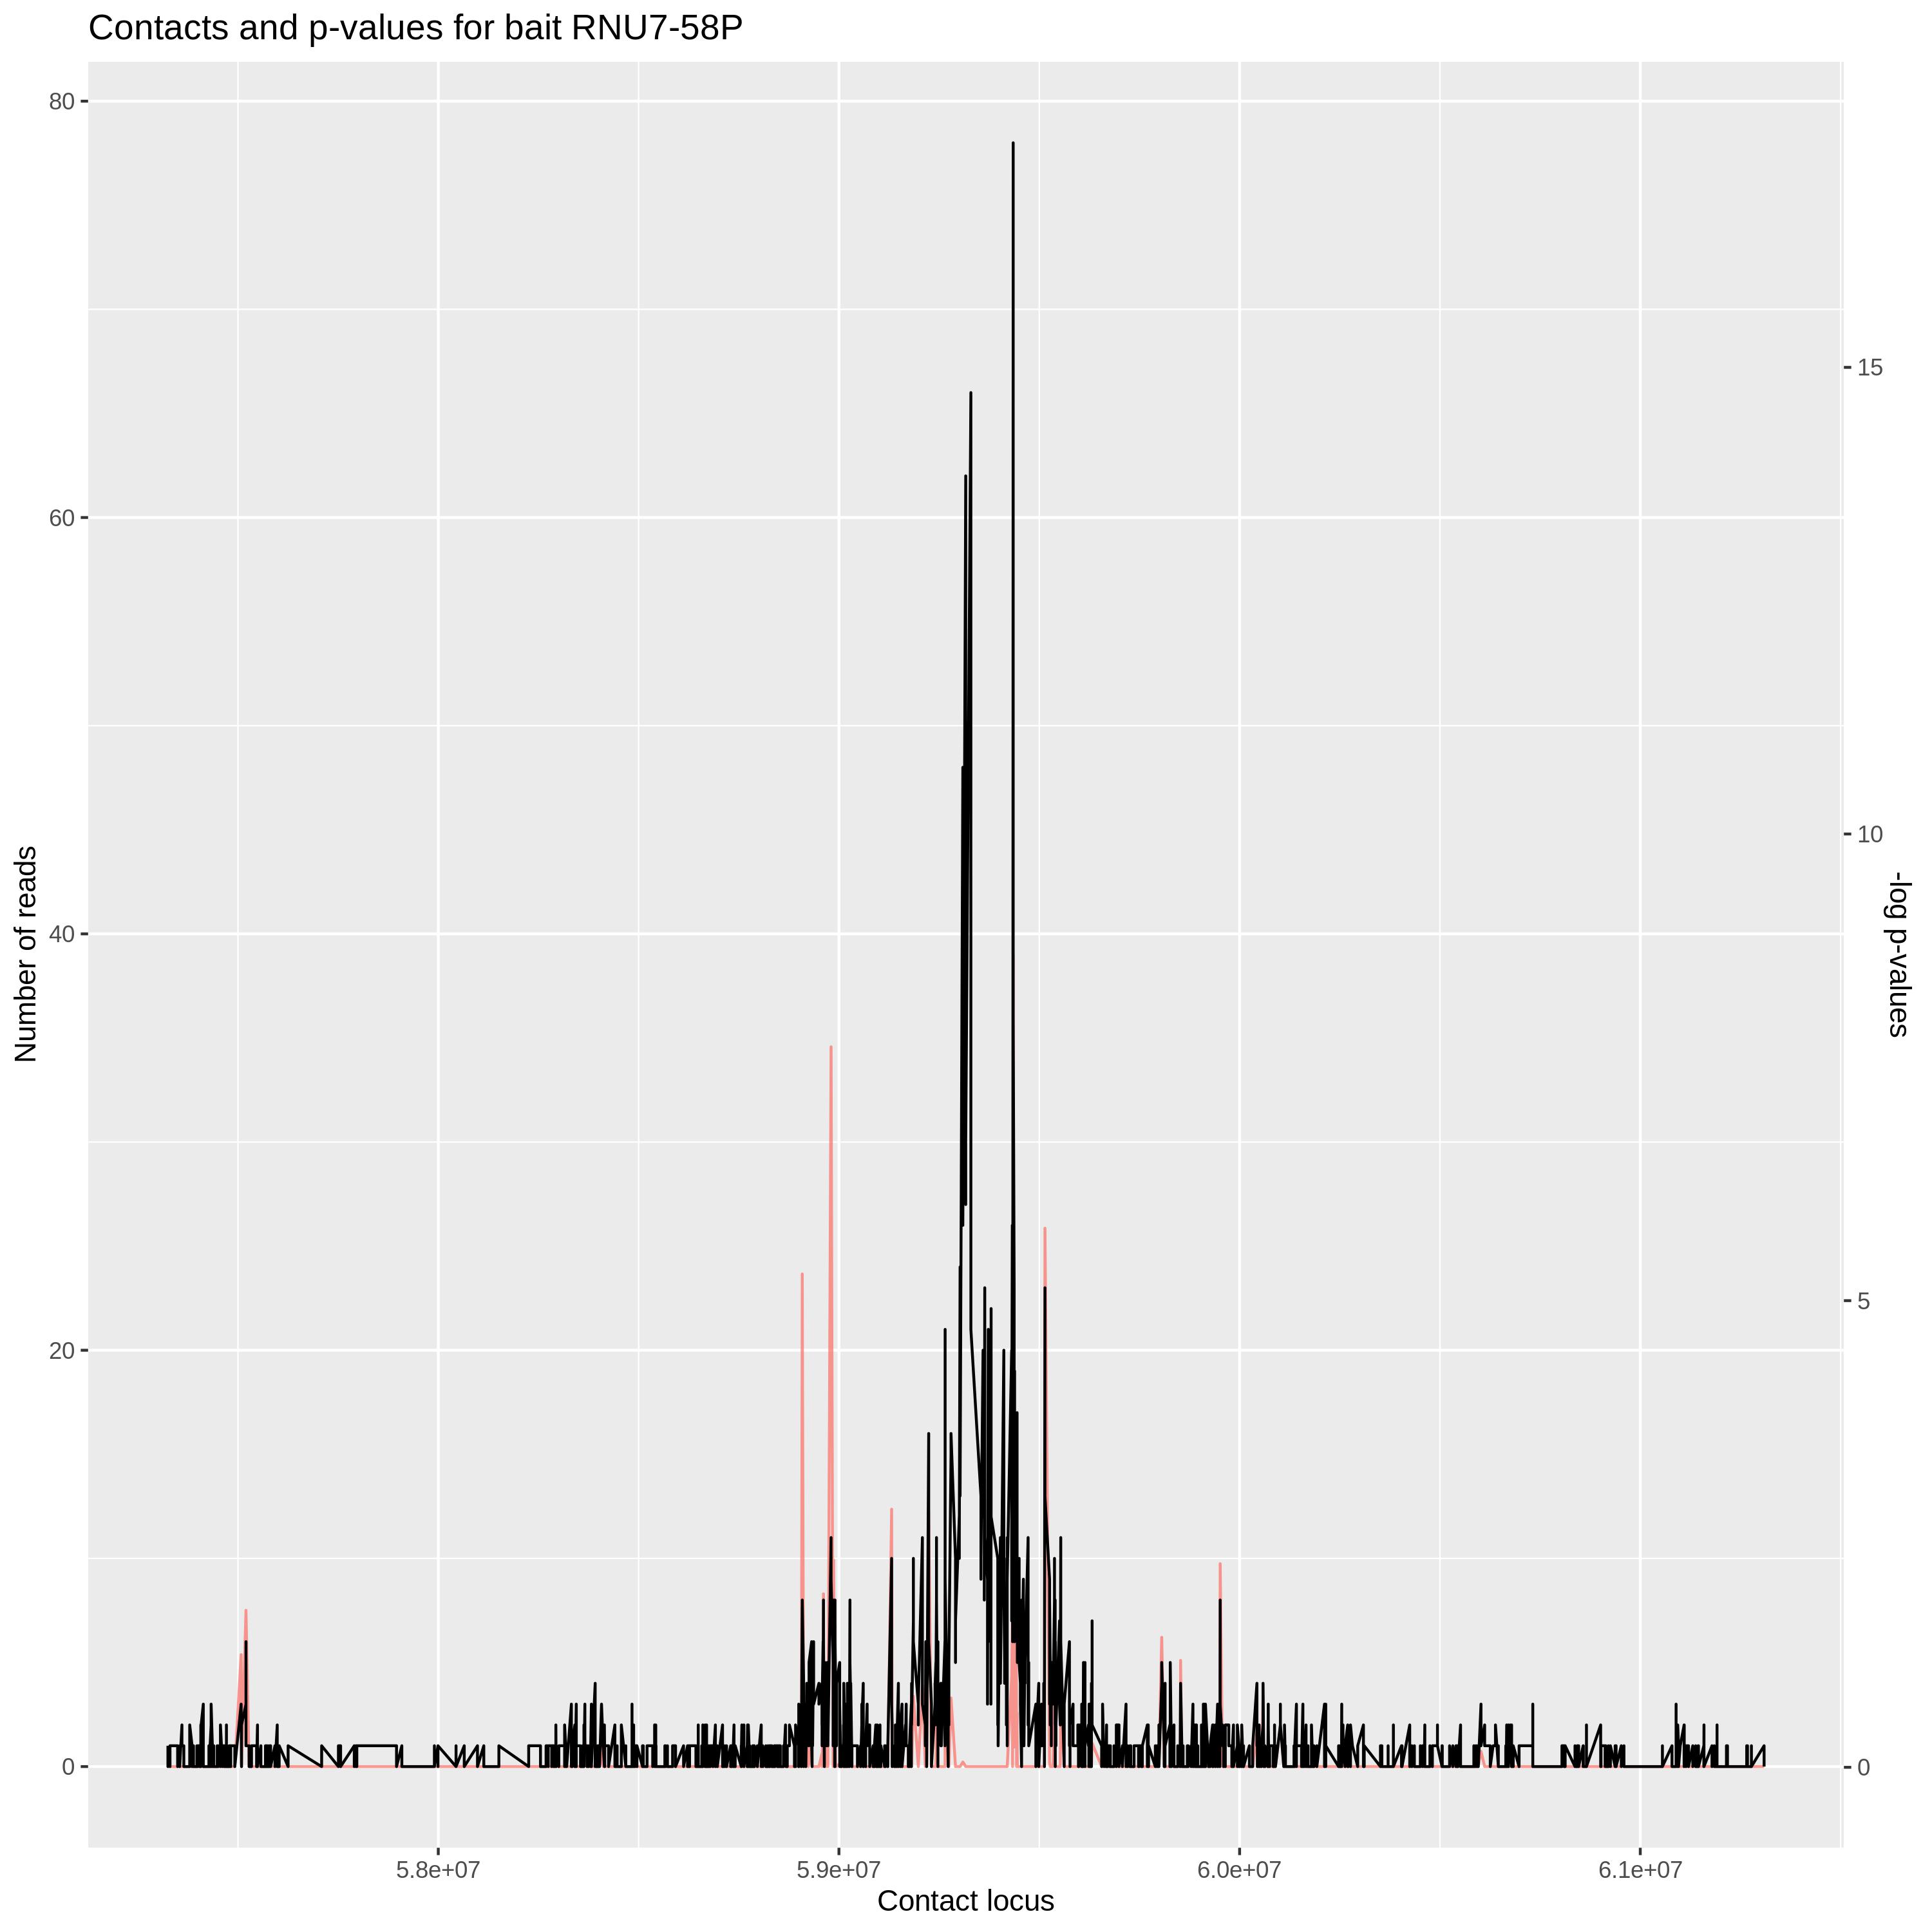 Contacts and p-values for bait RNU7-58P
80
60
40
20
0
Number of reads
15
10
5
0
-log p-values
5.8e+07
5.9e+07
6.0e+07
6.1e+07
Contact locus